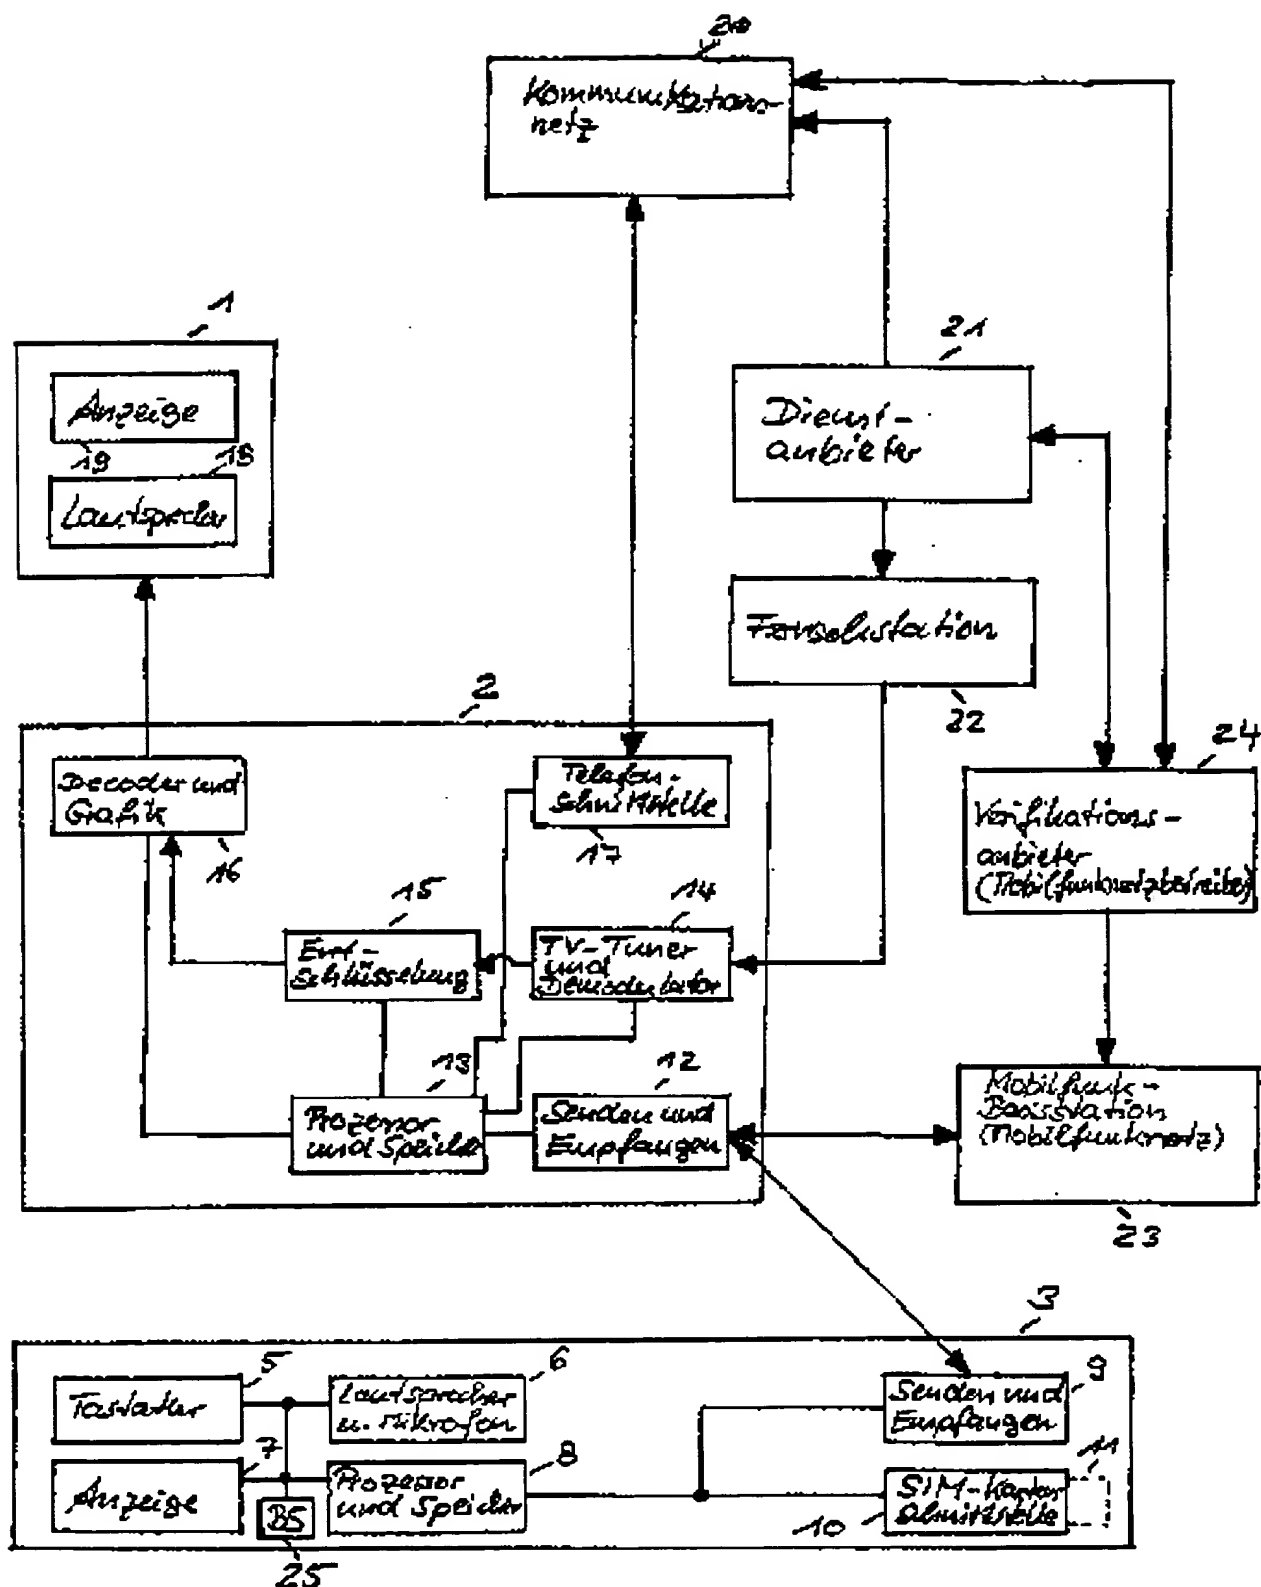 20
Kommunikations-
netz
1
21
Anzeige
19
18
Lautsprecher
Dienst-
anbieter
Fernsehstation
22
2
24
Decoder und
Grafik
16
Telefon-
schnittstelle
17
Verifikations-
anbieter
(Mobilfunknetzbetreiber)
15
14
Ent-
schlüsselung
TV-Tuner
und
Demodulator
13
12
Prozessor
und Speicher
Senden und
Empfangen
Mobilfunk-
Basisstation
(Mobilfunknetz)
23
3
5
6
Tastatur
Lautsprecher
u. Mikrofon
Senden und
Empfangen
9
7
8
11
Anzeige
Prozessor
und Speicher
SIM-Karten-
schnittstelle
10
BS
25